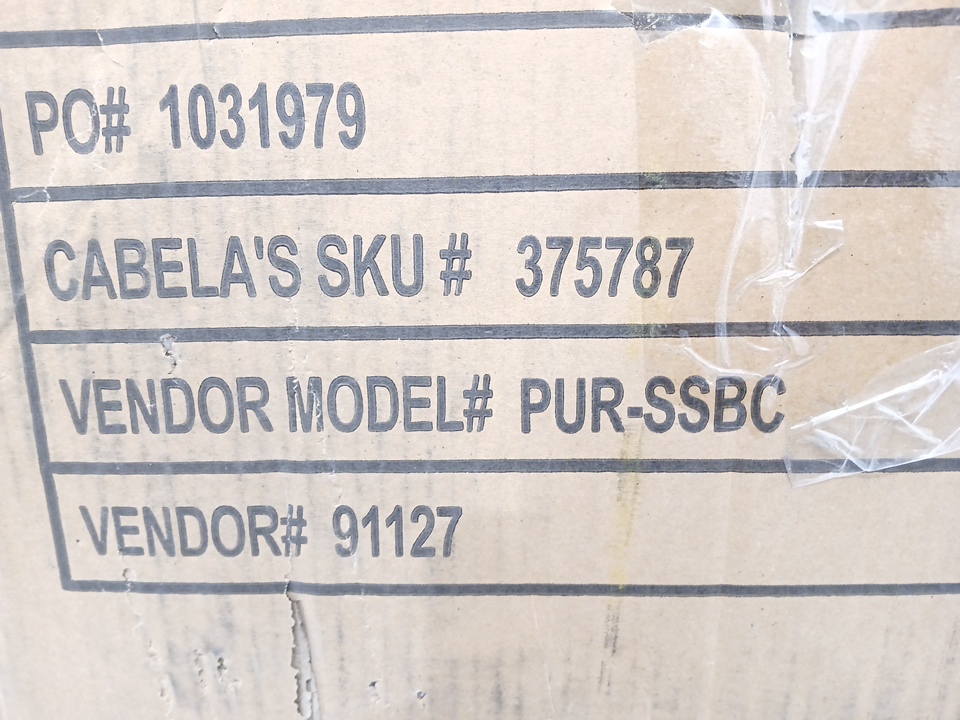 PO# 1031979
CABELA'S SKU # 375787
VENDOR MODEL# PUR-SSBC
VENDOR# 91127